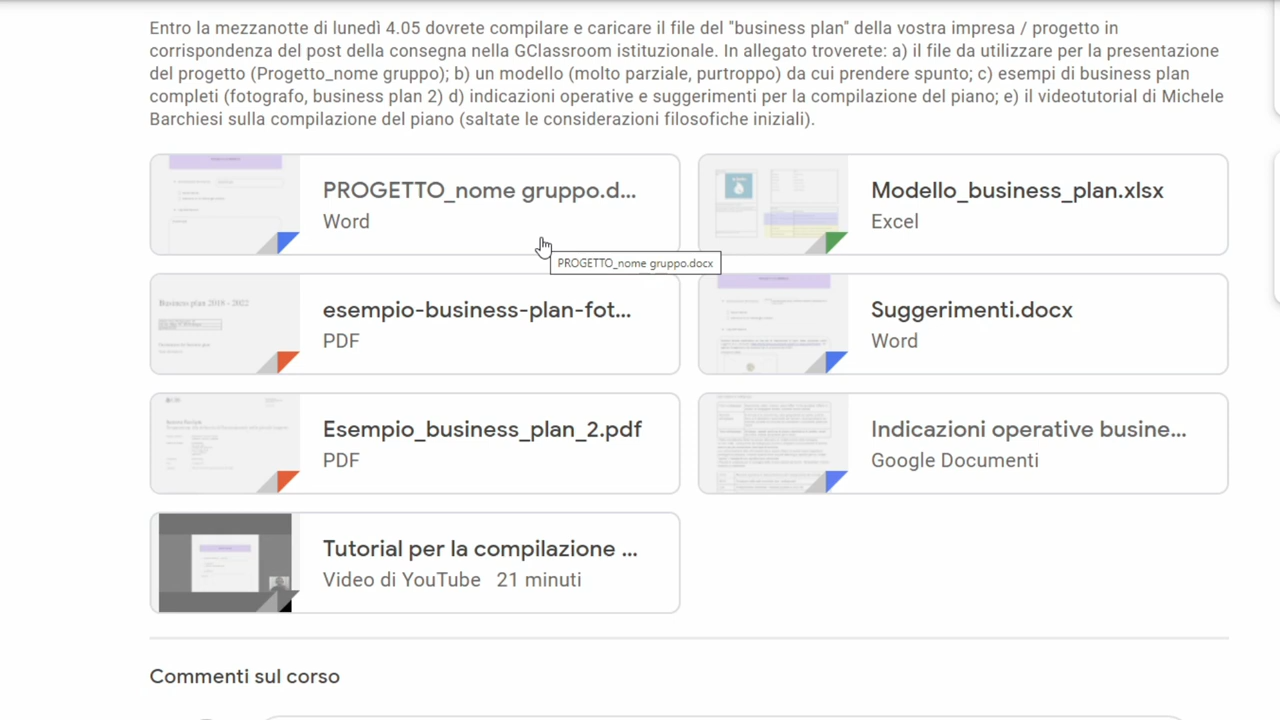 Entro la mezzanotte di lunedì 4.05 dovrete compilare e caricare il file del "business plan" della vostra impresa / progetto in
corrispondenza del post della consegna nella GClassroom istituzionale. In allegato troverete: a) il file da utilizzare per la presentazione
del progetto (Progetto_nome gruppo); b) un modello (molto parziale, purtroppo) da cui prendere spunto; c) esempi di business plan
completi (fotografo, business plan 2) d) indicazioni operative e suggerimenti per la compilazione del piano; e) il videotutorial di Michele
Barchiesi sulla compilazione del piano (saltate le considerazioni filosofiche iniziali).
PROGETTO_nome gruppo.d...
Word
Modello_business_plan.xlsx
Excel
PROGETTO_nome gruppo.docx
Business plan 2018 - 2022
esempio-business-plan-fot...
PDF
Suggerimenti.docx
Word
Esempio_business_plan_2.pdf
PDF
Indicazioni operative busine...
Google Documenti
Tutorial per la compilazione ...
Video di YouTube 21 minuti
Commenti sul corso